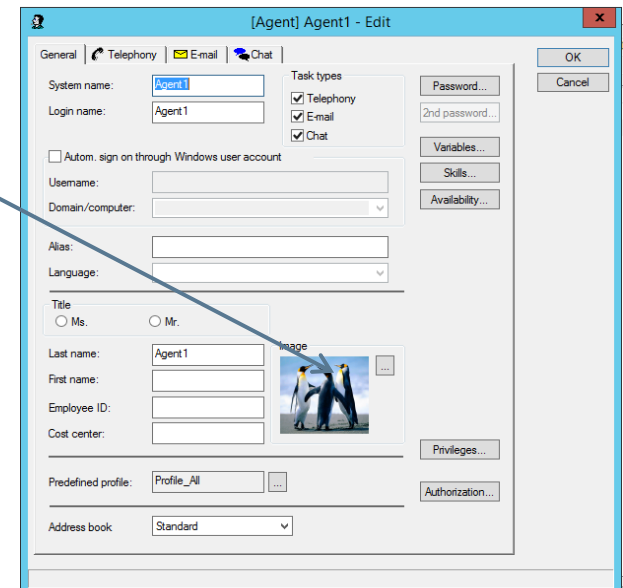 [Agent] Agent1 - Edit
x
General Telephony E-mail Chat
OK
Cancel
System name: Agent1
Login name: Agent1
Task types
Telephony
E-mail
Chat
Password...
2nd password...
Variables...
Skills...
Availability...
Autom. sign on through Windows user account
Username:
Domain/computer:
Alias:
Language:
Title
Ms. Mr.
Last name: Agent1
First name:
Employee ID:
Cost center:
Image
...
Privileges...
Predefined profile: Profile_All ...
Authorization...
Address book Standard